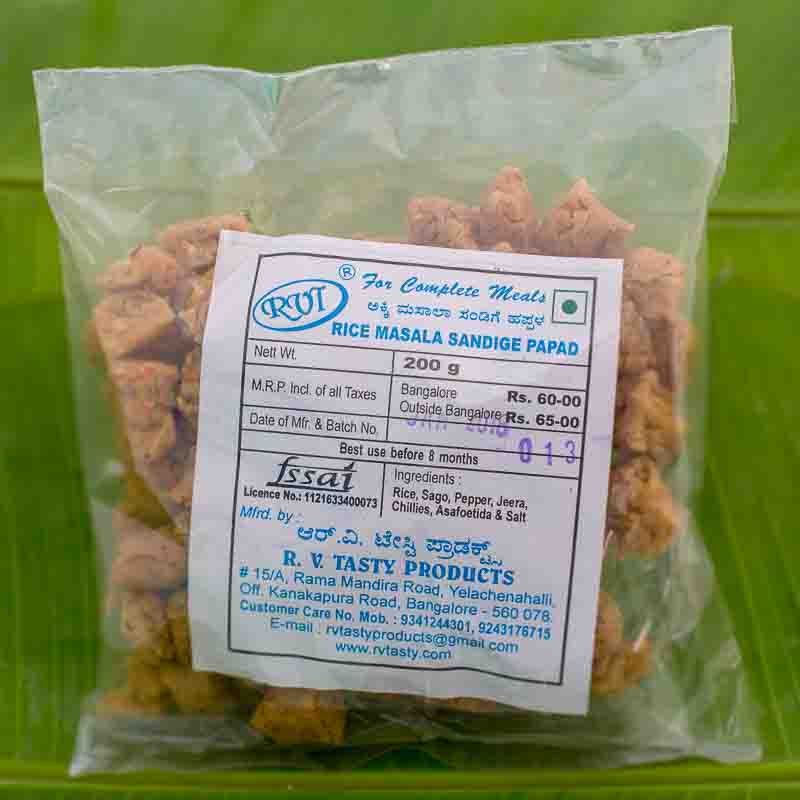 RVI ® For Complete Meals
ಅಕ್ಕಿ ಮಸಾಲಾ ಸಂಡಿಗೆ ಹಪ್ಪಳ
RICE MASALA SANDIGE PAPAD
Nett Wt. 200 g
M.R.P. Incl. of all Taxes Bangalore Rs. 60-00
Outside Bangalore Rs. 65-00
Date of Mfr. & Batch No. 013
Best use before 8 months
fssai
Licence No.: 1121633400073
Ingredients :
Rice, Sago, Pepper, Jeera,
Chillies, Asafoetida & Salt
Mfrd. by :
ಆರ್.ವಿ. ಟೇಸ್ಟಿ ಪ್ರಾಡಕ್ಟ್ಸ್
R. V. TASTY PRODUCTS
# 15/A, Rama Mandira Road, Yelachenahalli,
Off. Kanakapura Road, Bangalore - 560 078.
Customer Care No. Mob. : 9341244301, 9243176715
E-mail : rvtastyproducts@gmail.com
www.rvtasty.com